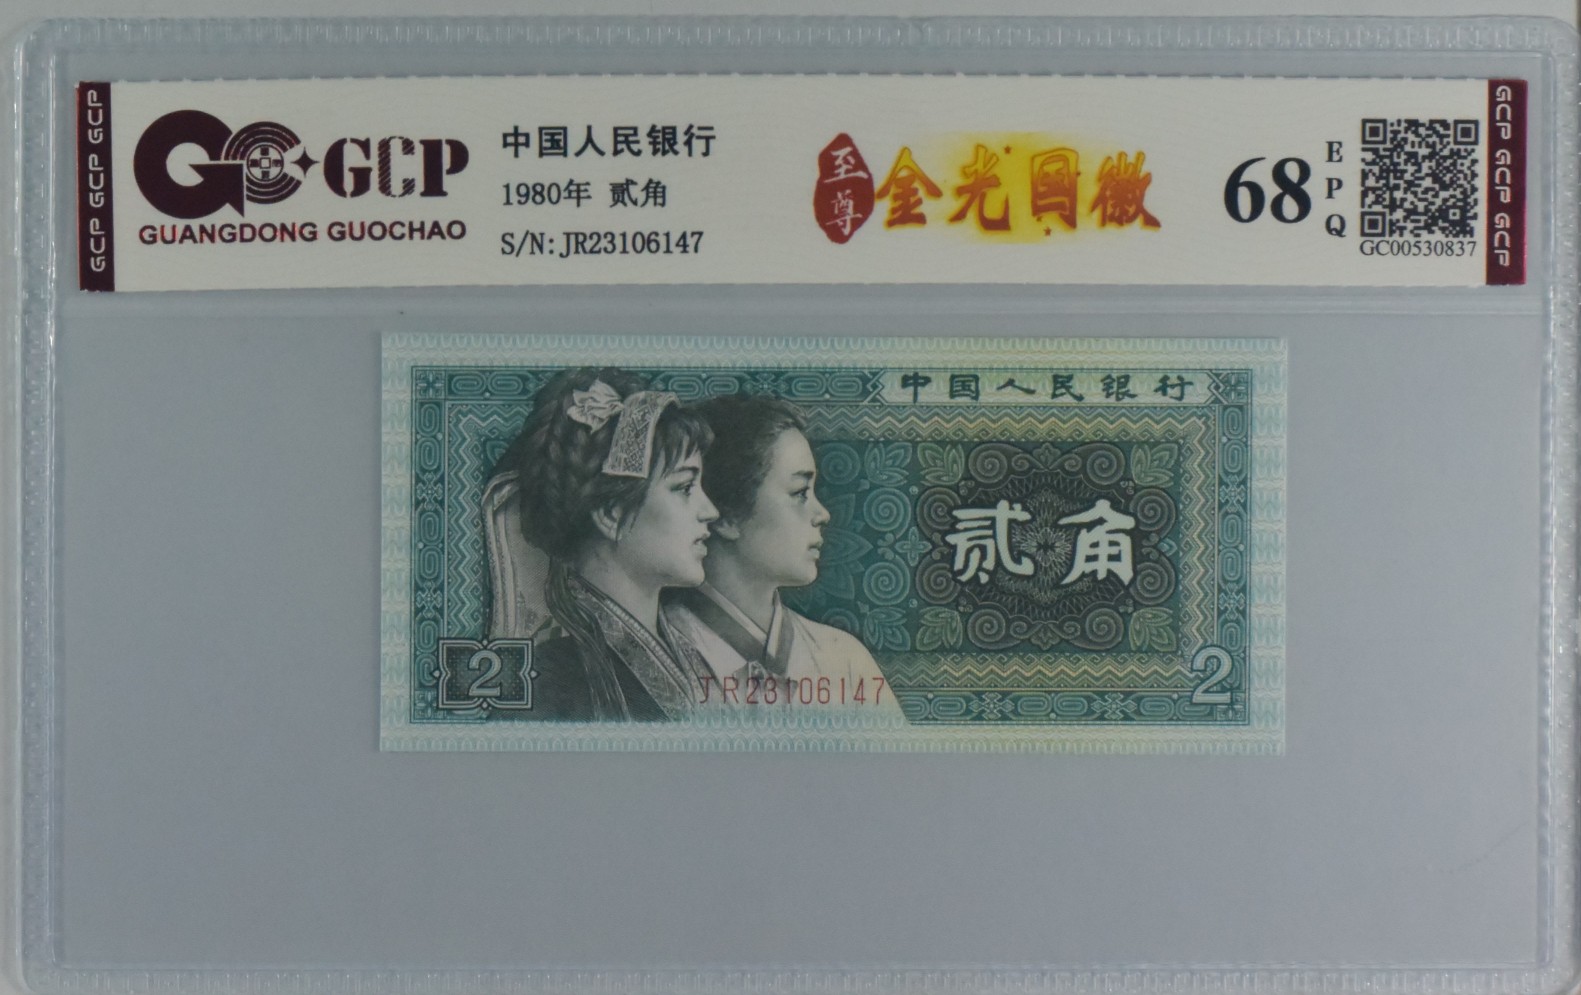 GCP GCP GCP
GCP
GUANGDONG GUOCHAO
中国人民银行
1980年 贰角
S/N:JR23106147
至尊
金光国徽
68
EPQ
GC00530837
GCP GCP GCP
中国人民银行
贰角
2
JR23106147
2